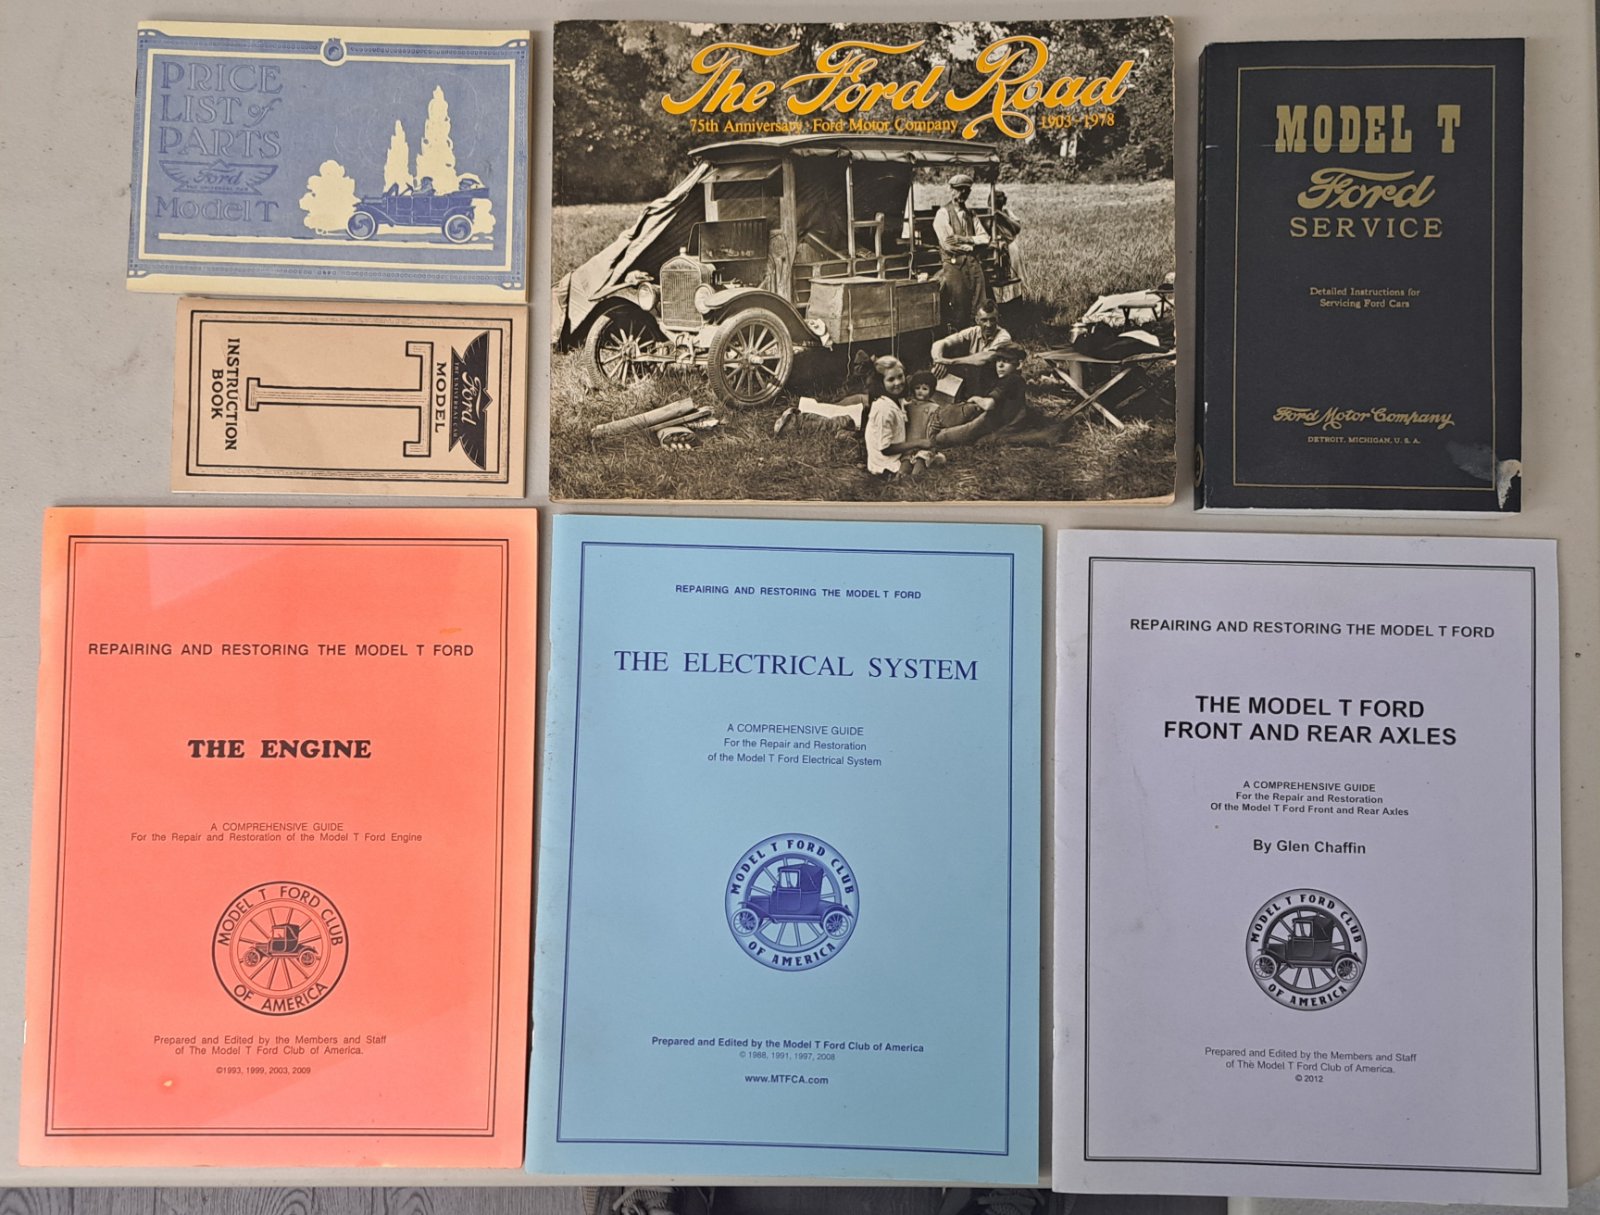 PRICE
LIST of
PARTS
Ford
THE UNIVERSAL CAR
Model T
The Ford Road
75th Anniversary · Ford Motor Company 1903 - 1978
MODEL T
Ford
SERVICE
Detailed Instructions for
Servicing Ford Cars
Ford Motor Company
DETROIT, MICHIGAN, U. S. A.
Ford
THE UNIVERSAL CAR
MODEL
T
INSTRUCTION
BOOK
REPAIRING AND RESTORING THE MODEL T FORD
THE ENGINE
A COMPREHENSIVE GUIDE
For the Repair and Restoration of the Model T Ford Engine
MODEL T FORD CLUB
OF AMERICA
Prepared and Edited by the Members and Staff
of The Model T Ford Club of America.
©1993, 1999, 2003, 2009
REPAIRING AND RESTORING THE MODEL T FORD
THE ELECTRICAL SYSTEM
A COMPREHENSIVE GUIDE
For the Repair and Restoration
of the Model T Ford Electrical System
MODEL T FORD CLUB
OF AMERICA
Prepared and Edited by the Model T Ford Club of America
© 1988, 1991, 1997, 2008
www.MTFCA.com
REPAIRING AND RESTORING THE MODEL T FORD
THE MODEL T FORD
FRONT AND REAR AXLES
A COMPREHENSIVE GUIDE
For the Repair and Restoration
Of the Model T Ford Front and Rear Axles
By Glen Chaffin
MODEL T FORD CLUB
OF AMERICA
Prepared and Edited by the Members and Staff
of The Model T Ford Club of America.
© 2012